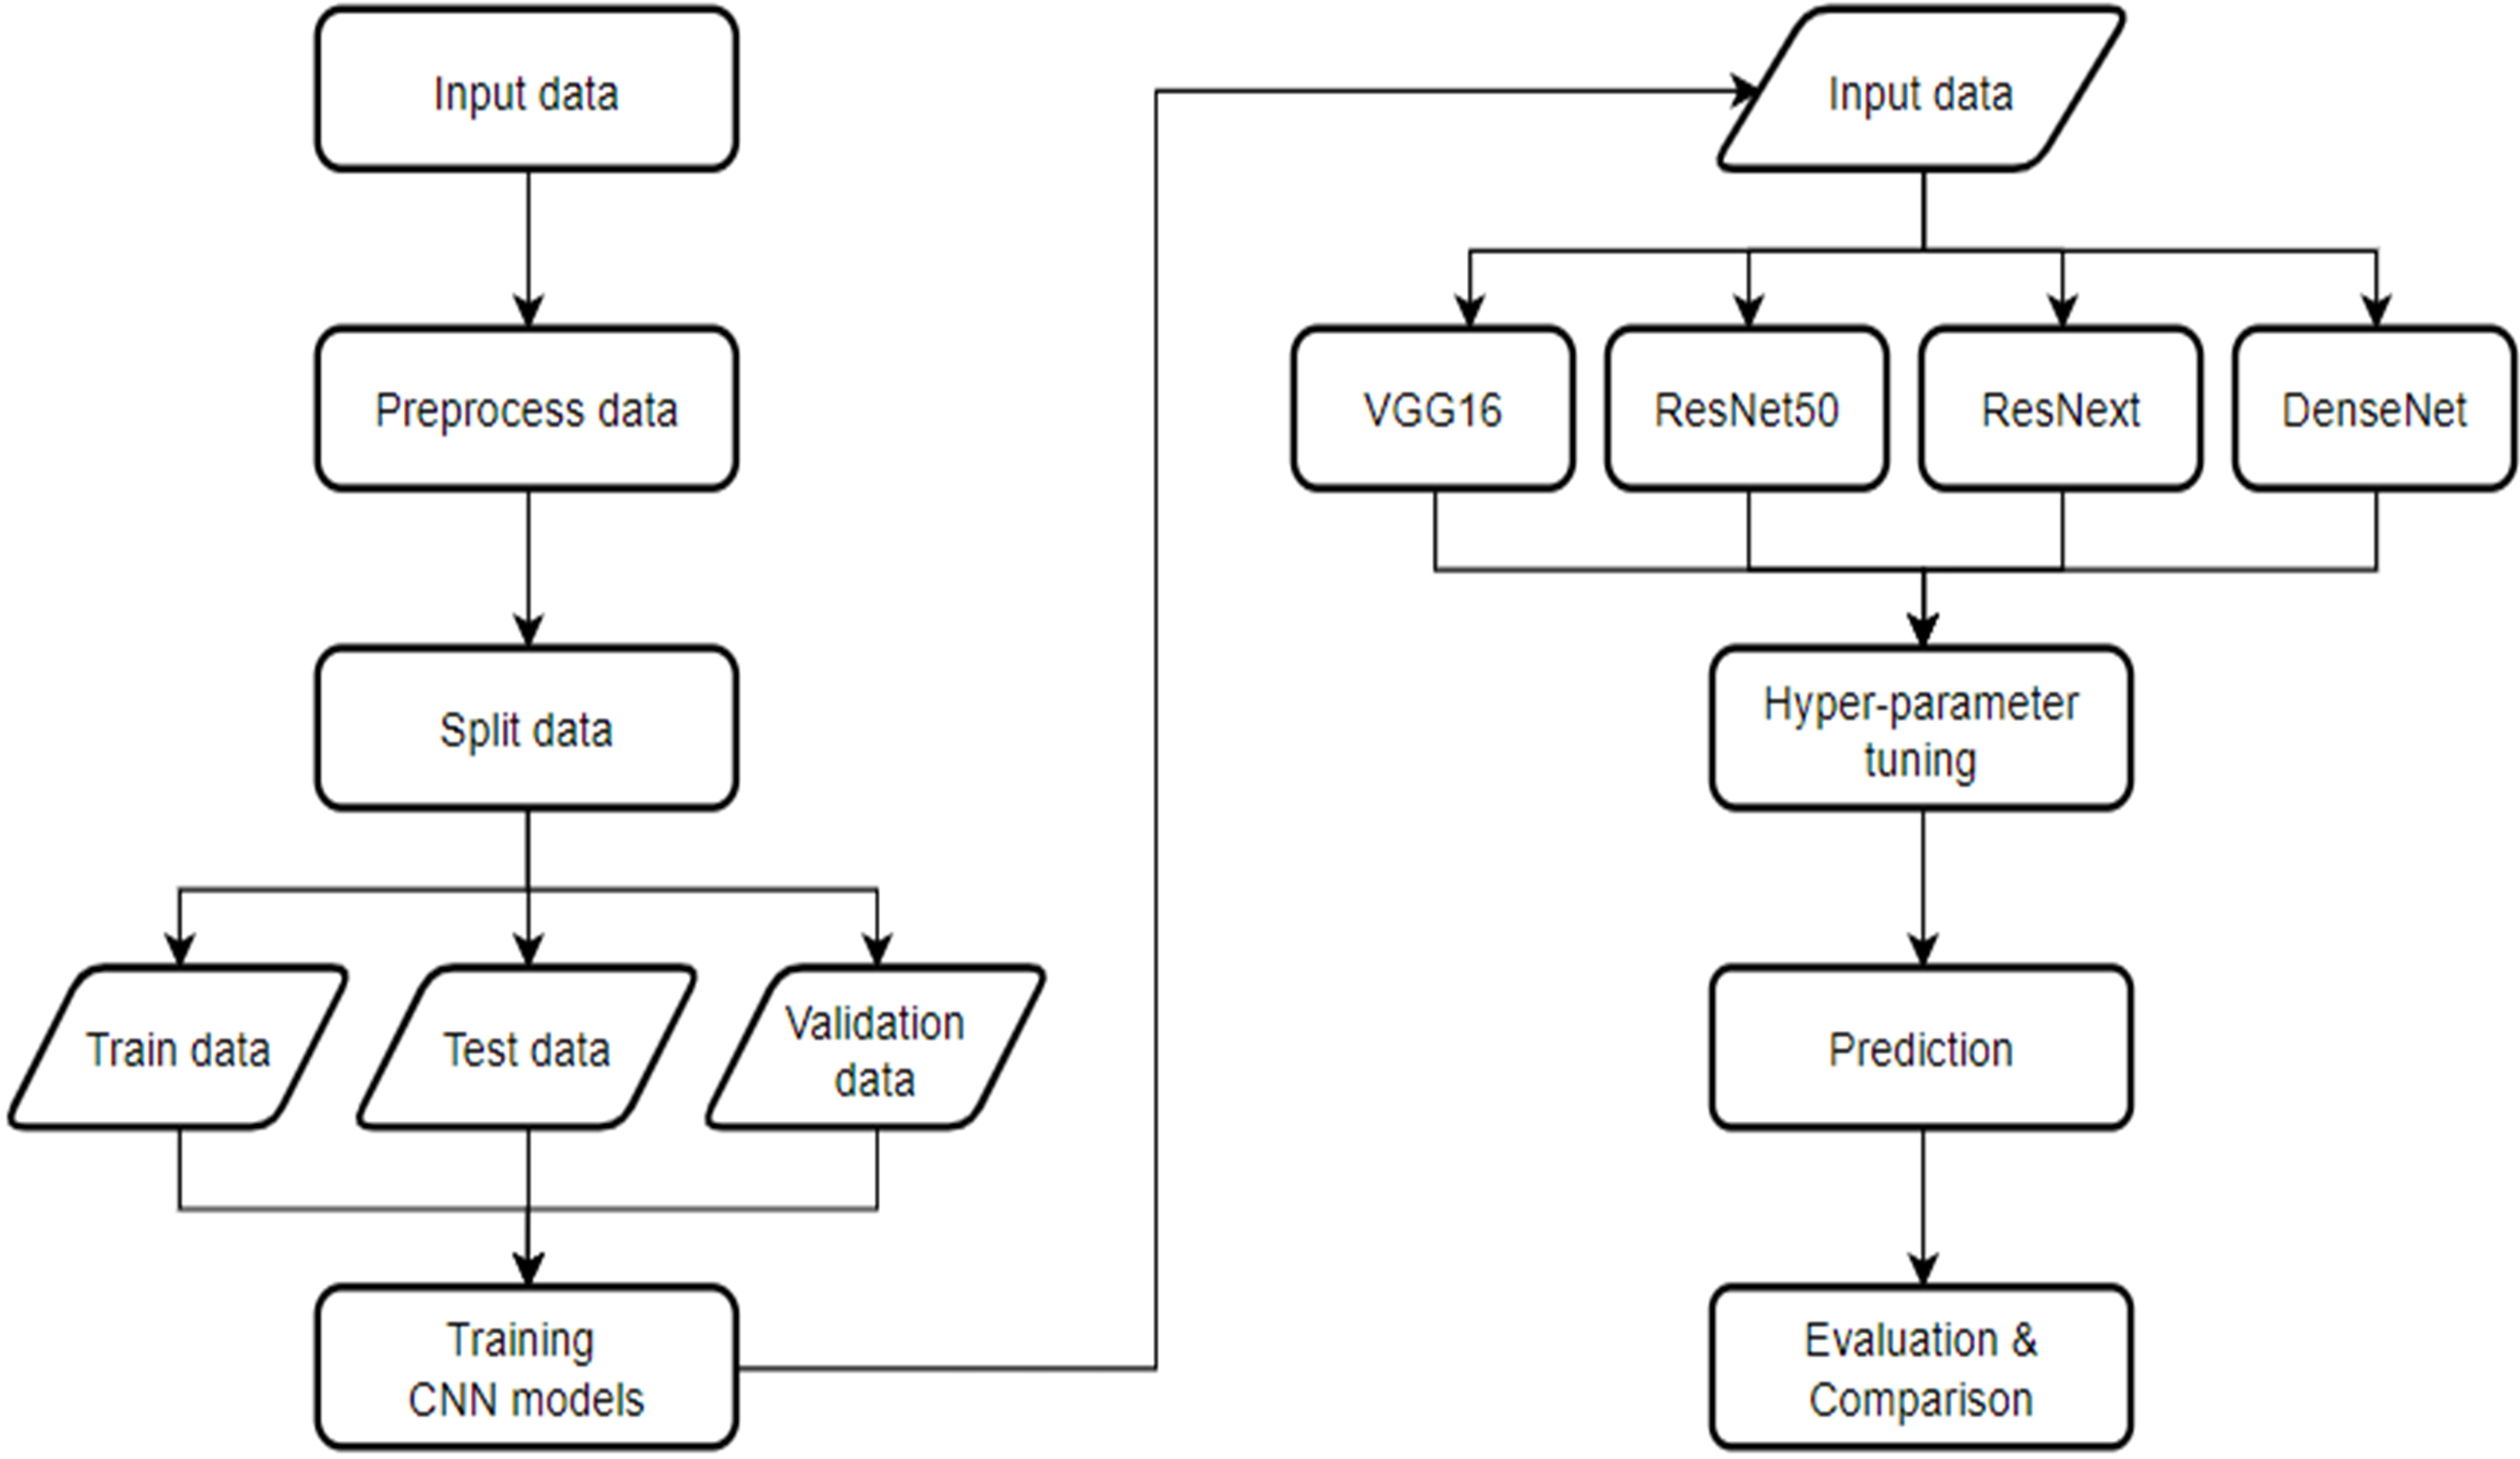 Input data
Preprocess data
Split data
Train data
Test data
Validation
data
Training
CNN models
Input data
VGG16
ResNet50
ResNext
DenseNet
Hyper-parameter
tuning
Prediction
Evaluation &
Comparison